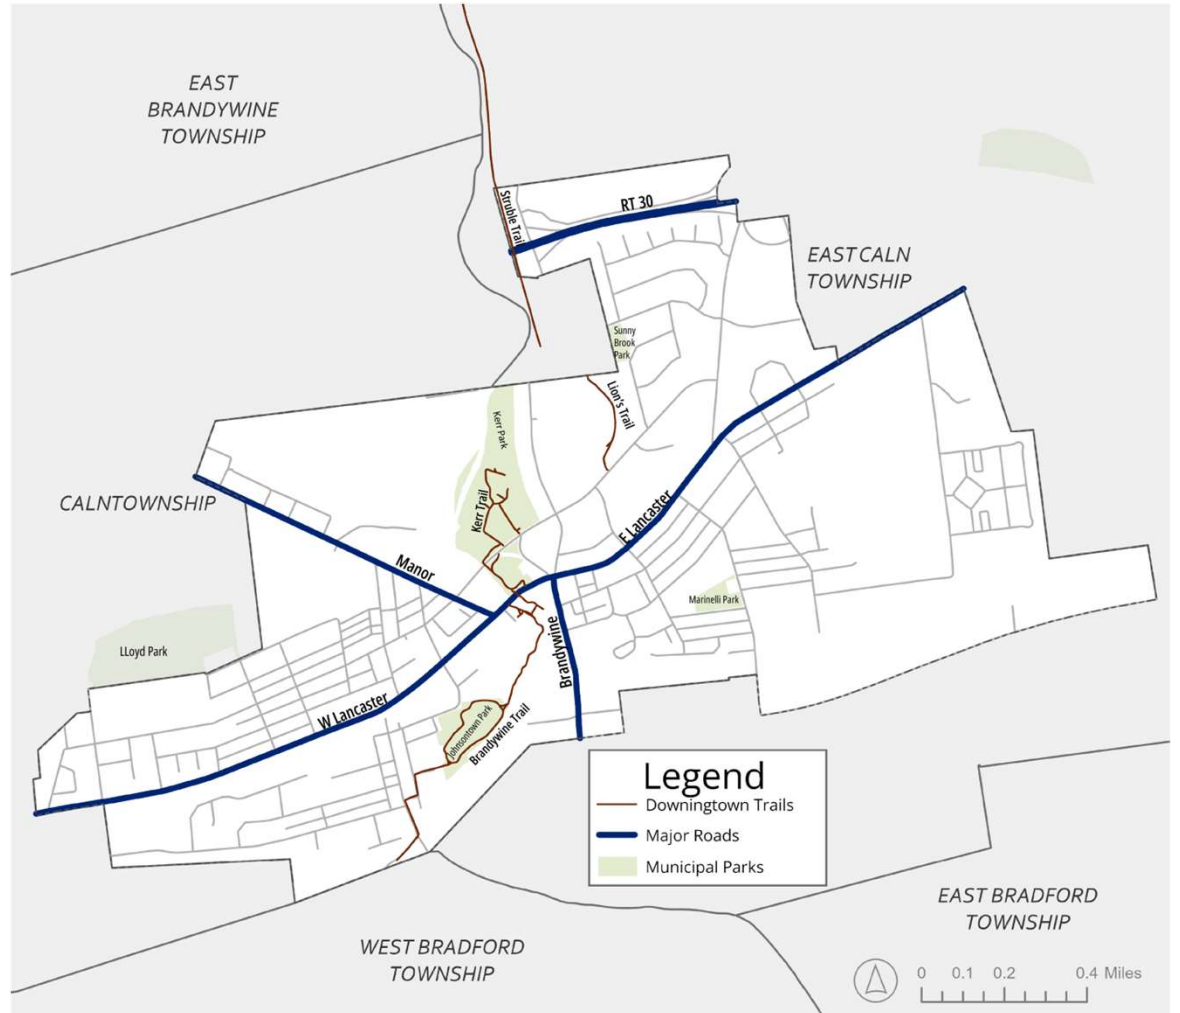 EAST
BRANDYWINE
TOWNSHIP
Struble Trail
RT 30
EAST CALN
TOWNSHIP
Sunny
Brook
Park
Lion's Trail
Kerr Park
Kerr Trail
CALNTOWNSHIP
E Lancaster
Manor
Marinelli Park
Brandywine
LLoyd Park
W Lancaster
Johnsontown Park
Brandywine Trail
Legend
Downingtown Trails
Major Roads
Municipal Parks
EAST BRADFORD
TOWNSHIP
WEST BRADFORD
TOWNSHIP
0 0.1 0.2 0.4 Miles